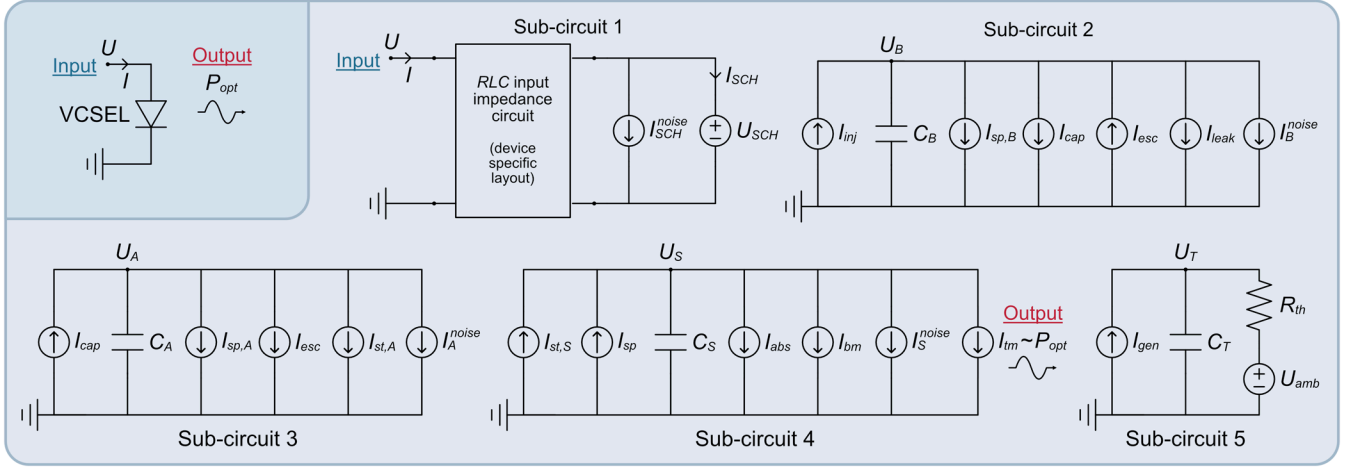 U
Input
I
Output
P_opt
VCSEL
Sub-circuit 1
U
Input
I
RLC input
impedance
circuit
(device
specific
layout)
I_SCH^noise
I_SCH
U_SCH
Sub-circuit 2
U_B
I_inj
C_B
I_sp,B
I_cap
I_esc
I_leak
I_B^noise
U_A
I_cap
C_A
I_sp,A
I_esc
I_st,A
I_A^noise
Sub-circuit 3
U_S
I_st,S
I_sp
C_S
I_abs
I_bm
I_S^noise
Output
I_tm~P_opt
Sub-circuit 4
U_T
I_gen
C_T
R_th
U_amb
Sub-circuit 5